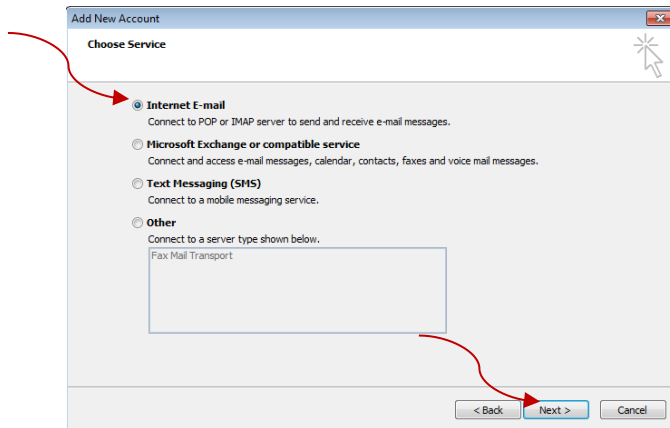 Add New Account
Choose Service
Internet E-mail
Connect to POP or IMAP server to send and receive e-mail messages.
Microsoft Exchange or compatible service
Connect and access e-mail messages, calendar, contacts, faxes and voice mail messages.
Text Messaging (SMS)
Connect to a mobile messaging service.
Other
Connect to a server type shown below.
Fax Mail Transport
< Back Next > Cancel